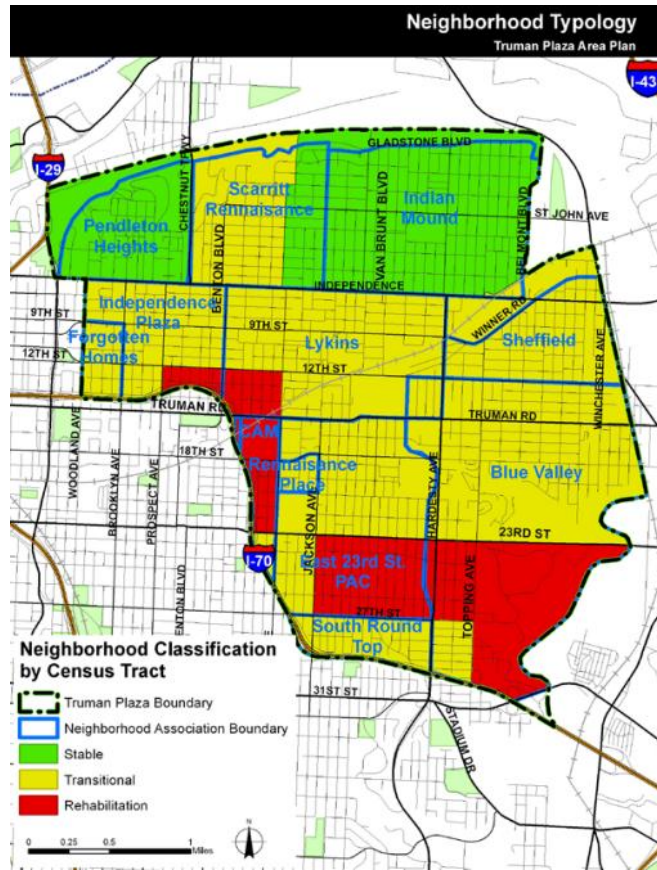 Neighborhood Typology
Truman Plaza Area Plan
I-43
I-29
GLADSTONE BLVD
CHESTNUT TFWY
Scarritt
Rennaisance
Indian
Mound
Pendleton
Heights
VAN BRUNT BLVD
BELMONT BLVD
ST JOHN AVE
BENTON BLVD
INDEPENDENCE
Independence
Plaza
9TH ST
9TH ST
WINNER RD
Forgotten
Homes
Lykins
Sheffield
12TH ST
12TH ST
WINCHESTER AVE
TRUMAN RD
TRUMAN RD
CAM
18TH ST
Rennaisance
Place
Blue Valley
WOODLAND AVE
BROOKLYN AVE
PROSPECT AVE
JACKSON AVE
HARDESTY AVE
23RD ST
I-70
East 23rd St.
PAC
TOPPING AVE
ENTON BLVD
27TH ST
South Round
Top
31ST ST
STADIUM DR
Neighborhood Classification
by Census Tract
Truman Plaza Boundary
Neighborhood Association Boundary
Stable
Transitional
Rehabilitation
N
0 0.25 0.5 1
Miles